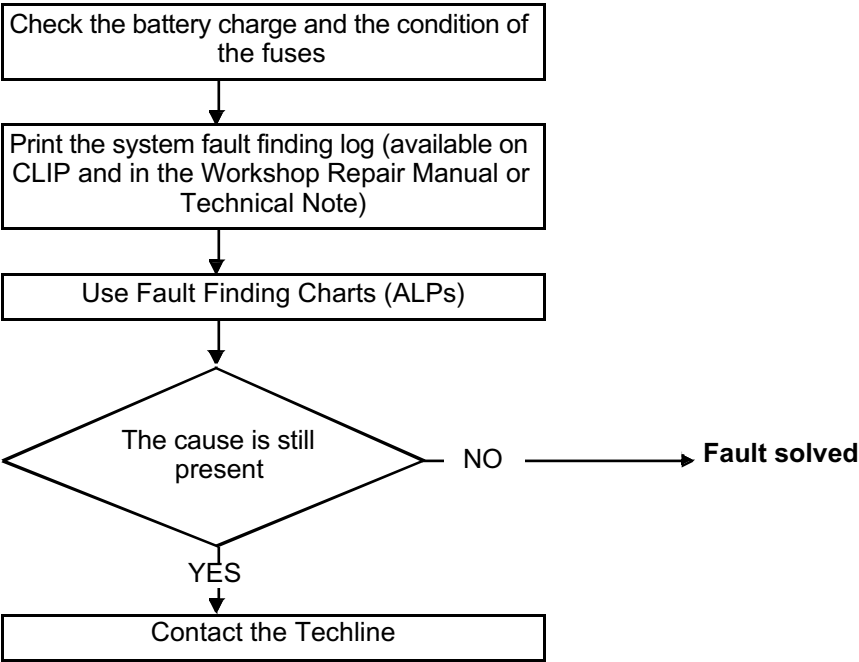 Check the battery charge and the condition of
the fuses
Print the system fault finding log (available on
CLIP and in the Workshop Repair Manual or
Technical Note)
Use Fault Finding Charts (ALPs)
The cause is still
present
NO
Fault solved
YES
Contact the Techline